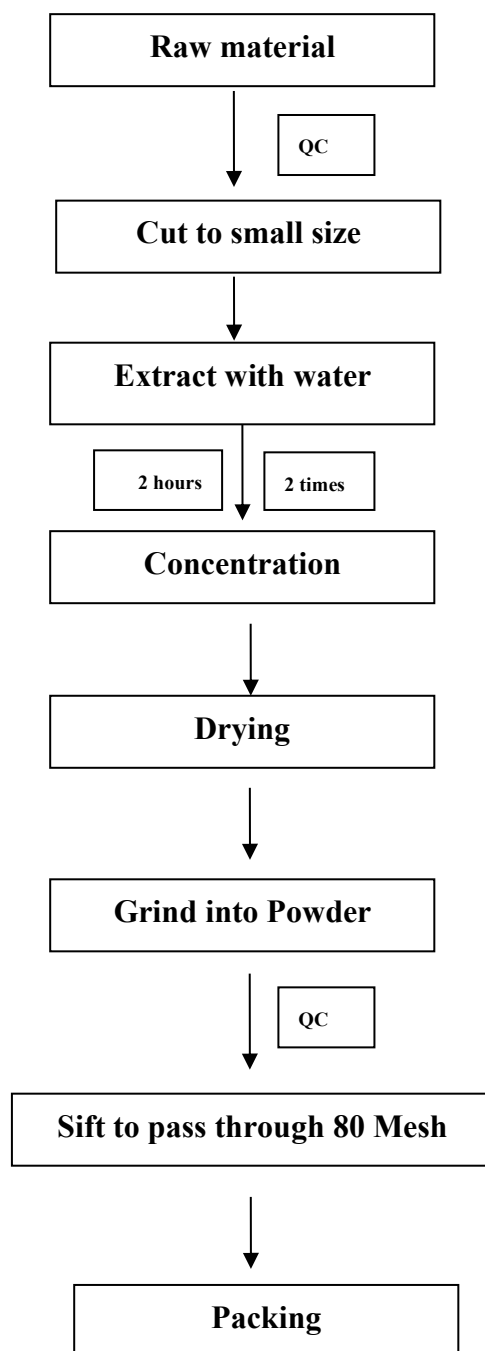 Raw material
QC
Cut to small size
Extract with water
2 hours
2 times
Concentration
Drying
Grind into Powder
QC
Sift to pass through 80 Mesh
Packing